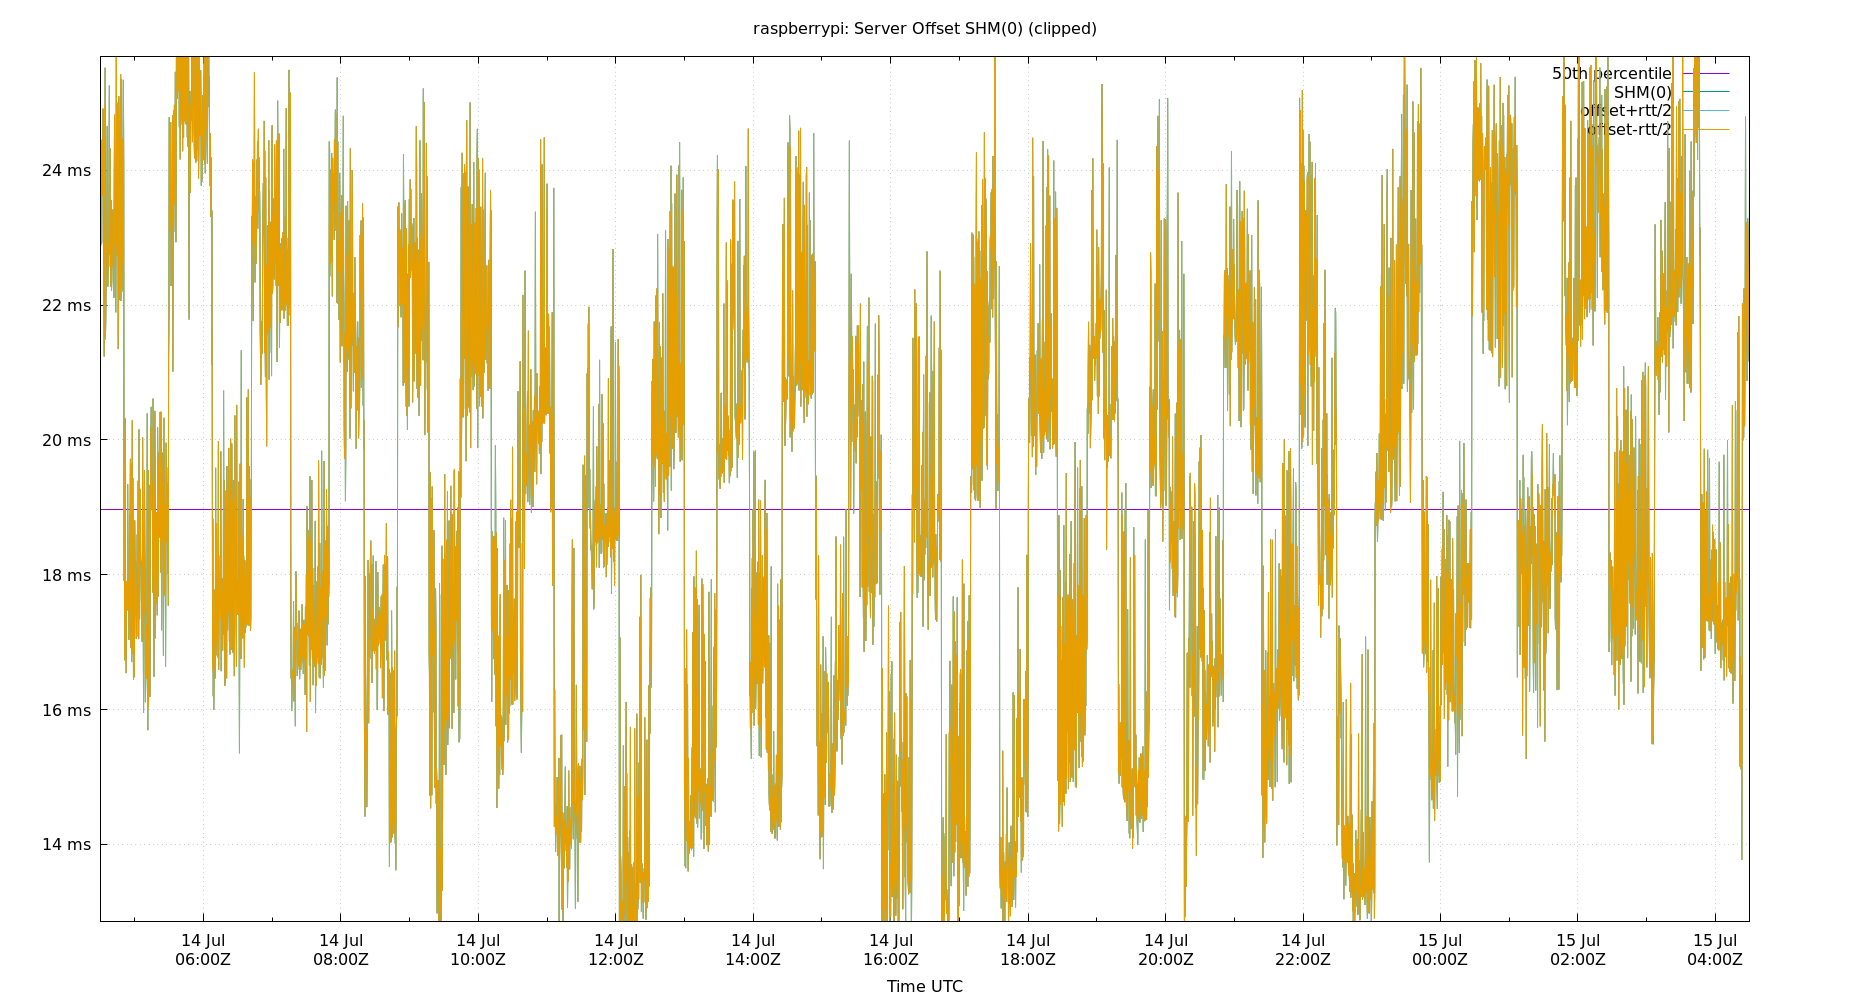 raspberrypi: Server Offset SHM(0) (clipped)
50th percentile
SHM(0)
offset+rtt/2
offset-rtt/2
24 ms
22 ms
20 ms
18 ms
16 ms
14 ms
14 Jul 14 Jul 14 Jul 14 Jul 14 Jul 14 Jul 14 Jul 14 Jul 14 Jul 15 Jul 15 Jul 15 Jul
06:00Z 08:00Z 10:00Z 12:00Z 14:00Z 16:00Z 18:00Z 20:00Z 22:00Z 00:00Z 02:00Z 04:00Z
Time UTC